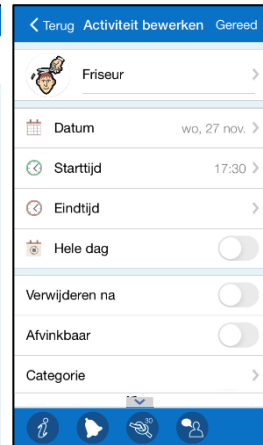 Terug Activiteit bewerken Gereed
Friseur
Datum wo, 27 nov.
Starttijd 17:30
Eindtijd
Hele dag
Verwijderen na
Afvinkbaar
Categorie
30